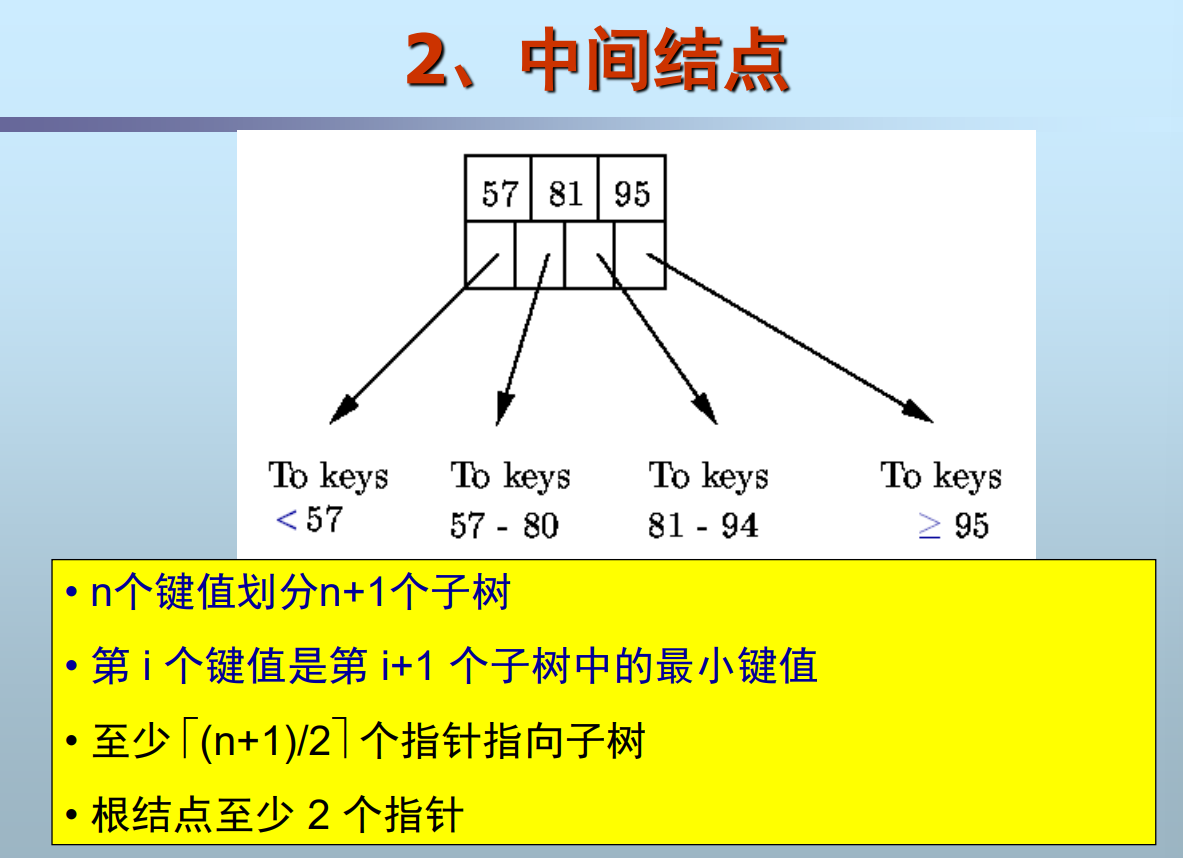 2、中间结点
57 81 95
To keys To keys To keys To keys
< 57 57 - 80 81 - 94 ≥ 95
• n个键值划分n+1个子树
• 第 i 个键值是第 i+1 个子树中的最小键值
• 至少⌈(n+1)/2⌉个指针指向子树
• 根结点至少 2 个指针